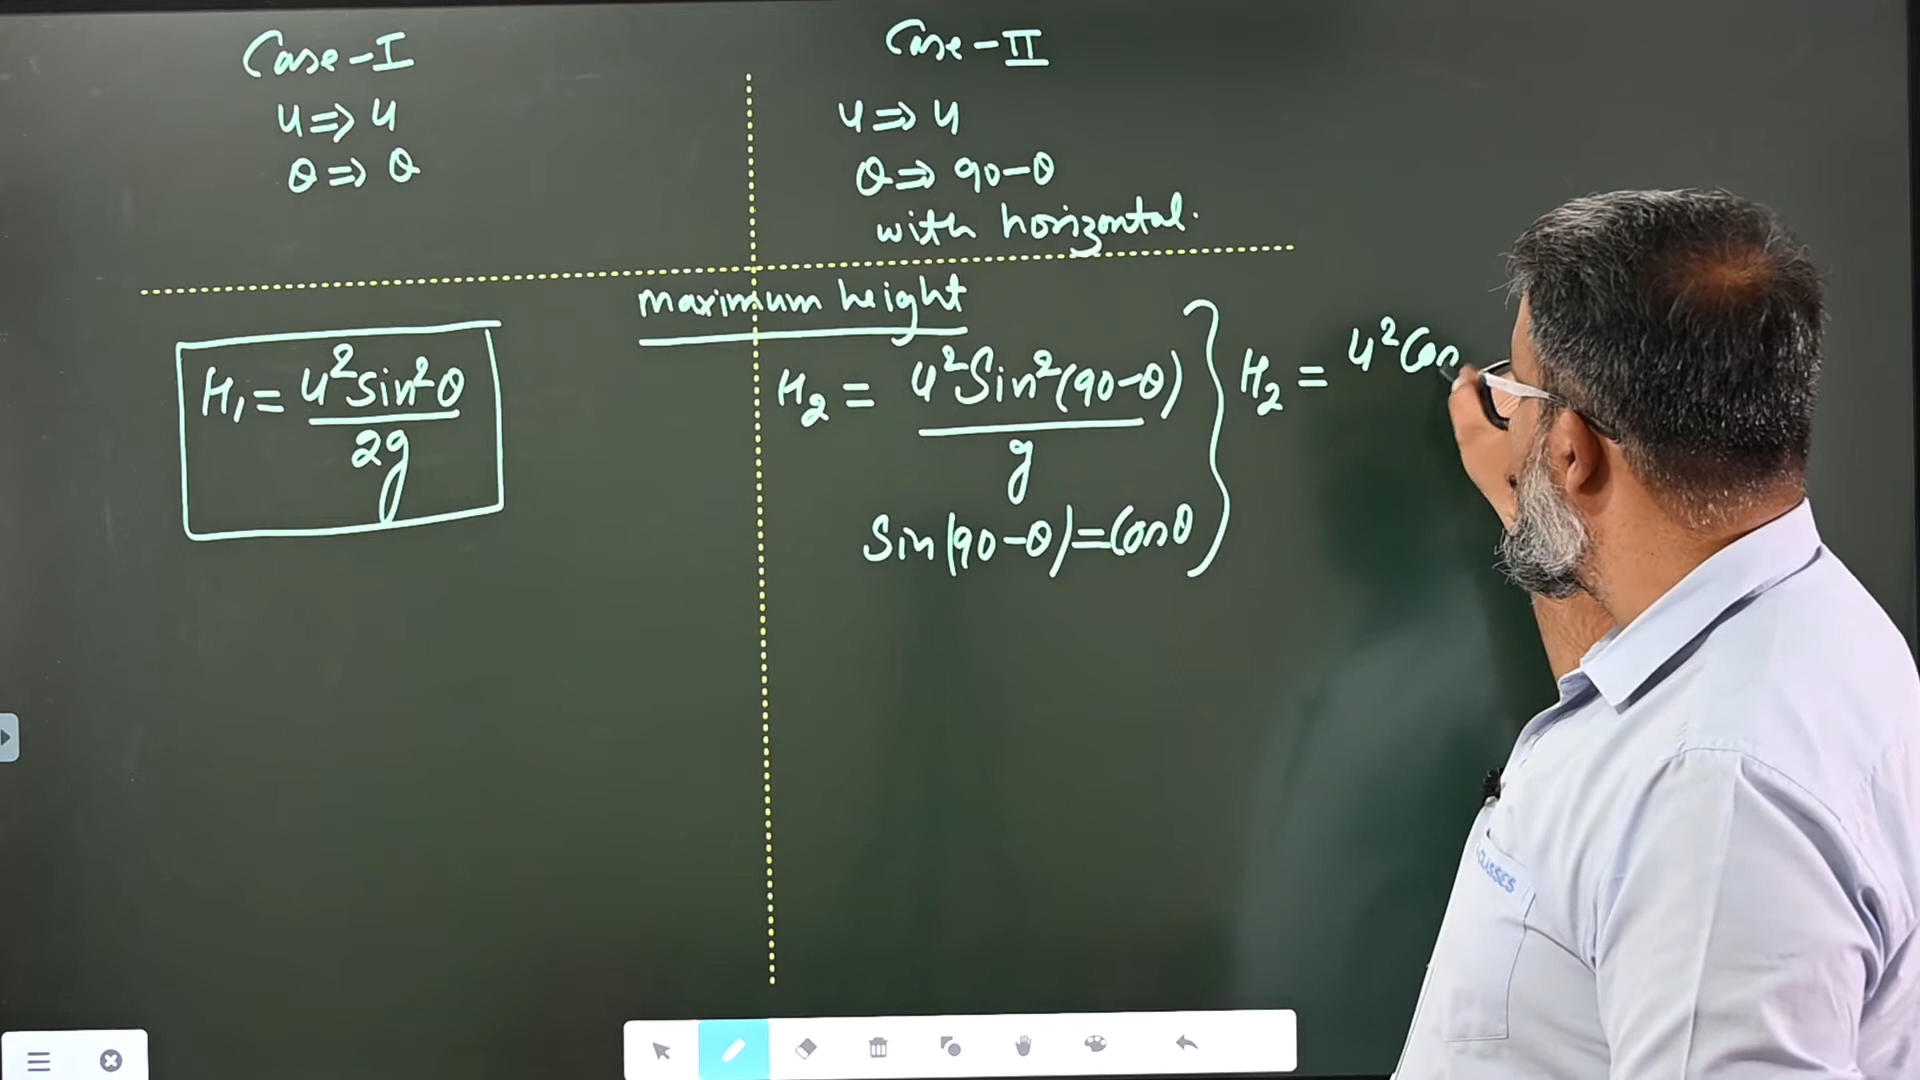 Case-I
u⇒u
θ⇒θ
Case-II
u⇒u
θ⇒90-θ
with horizontal.
maximum height
H₁=u²sin²θ/2g
H₂=u²Sin²(90-θ)/g
Sin(90-θ)=Cosθ
H₂=u²Cos
CLASSES